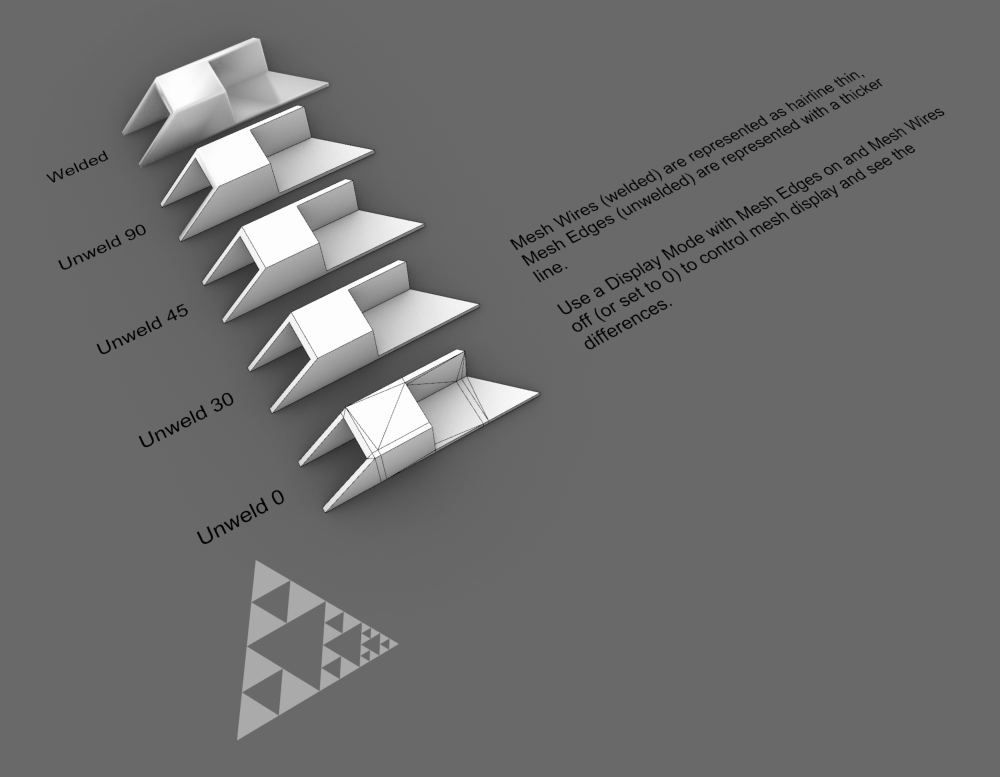 Welded
Unweld 90
Unweld 45
Unweld 30
Unweld 0
Mesh Wires (welded) are represented as hairline thin,
Mesh Edges (unwelded) are represented with a thicker
line.
Use a Display Mode with Mesh Edges on and Mesh Wires
off (or set to 0) to control mesh display and see the
differences.